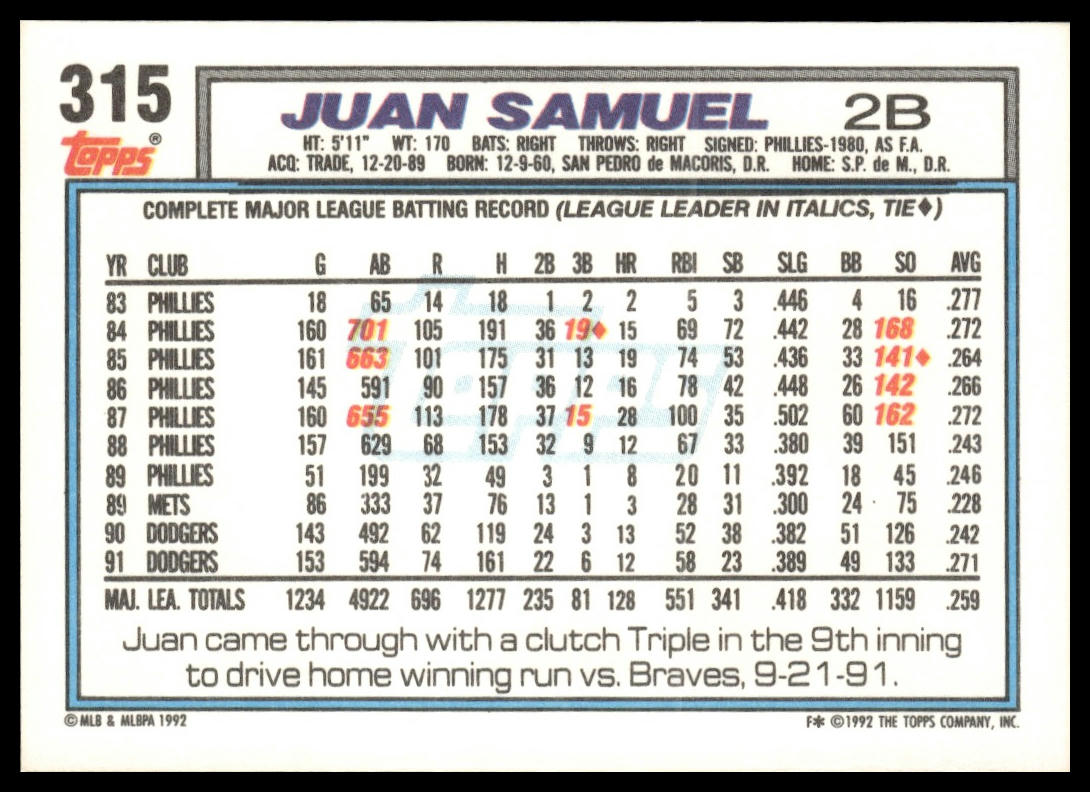 315
topps®
JUAN SAMUEL 2B
HT: 5'11" WT: 170 BATS: RIGHT THROWS: RIGHT SIGNED: PHILLIES-1980, AS F.A.
ACQ: TRADE, 12-20-89 BORN: 12-9-60, SAN PEDRO de MACORIS, D.R. HOME: S.P. de M., D.R.
COMPLETE MAJOR LEAGUE BATTING RECORD (LEAGUE LEADER IN ITALICS, TIE♦)
YR CLUB G AB R H 2B 3B HR RBI SB SLG BB SO AVG
83 PHILLIES 18 65 14 18 1 2 2 5 3 .446 4 16 .277
84 PHILLIES 160 701 105 191 36 19♦ 15 69 72 .442 28 168 .272
85 PHILLIES 161 663 101 175 31 13 19 74 53 .436 33 141♦ .264
86 PHILLIES 145 591 90 157 36 12 16 78 42 .448 26 142 .266
87 PHILLIES 160 655 113 178 37 15 28 100 35 .502 60 162 .272
88 PHILLIES 157 629 68 153 32 9 12 67 33 .380 39 151 .243
89 PHILLIES 51 199 32 49 3 1 8 20 11 .392 18 45 .246
89 METS 86 333 37 76 13 1 3 28 31 .300 24 75 .228
90 DODGERS 143 492 62 119 24 3 13 52 38 .382 51 126 .242
91 DODGERS 153 594 74 161 22 6 12 58 23 .389 49 133 .271
MAJ. LEA. TOTALS 1234 4922 696 1277 235 81 128 551 341 .418 332 1159 .259
Juan came through with a clutch Triple in the 9th inning
to drive home winning run vs. Braves, 9-21-91.
© MLB & MLBPA 1992
F✻ ©1992 THE TOPPS COMPANY, INC.